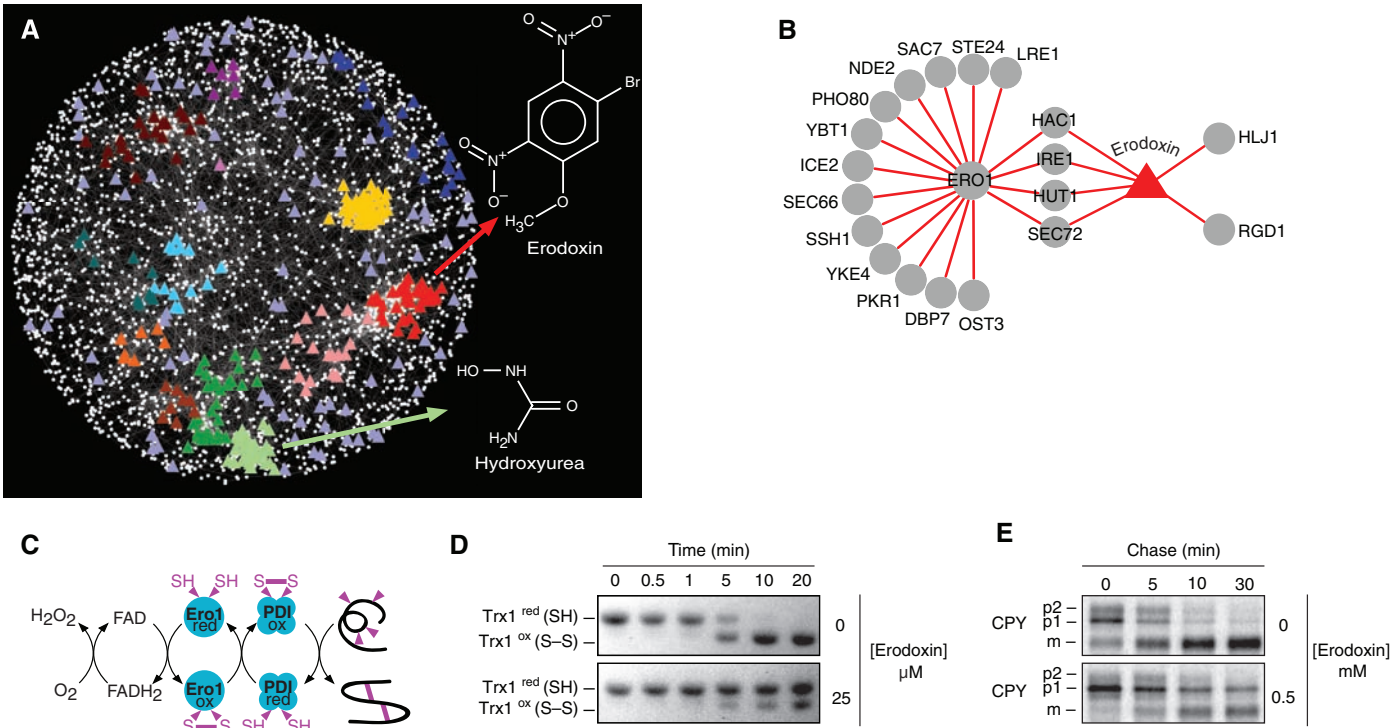 A
O
O⁻
N⁺
Br
O
N⁺
O⁻
O
H₃C
Erodoxin
HO
NH
O
H₂N
Hydroxyurea
B
SAC7
STE24
LRE1
NDE2
PHO80
YBT1
ICE2
SEC66
SSH1
YKE4
PKR1
DBP7
OST3
ERO1
HAC1
IRE1
HUT1
SEC72
Erodoxin
HLJ1
RGD1
C
SH SH S S
H₂O₂ FAD Ero1 red PDI ox
O₂ FADH₂ Ero1 ox PDI red
S S SH SH
D
Time (min)
0 0.5 1 5 10 20
Trx1 ʳᵉᵈ (SH)
Trx1 ᵒˣ (S–S)
0
Trx1 ʳᵉᵈ (SH)
Trx1 ᵒˣ (S–S)
25
[Erodoxin]
µM
E
Chase (min)
0 5 10 30
p2
CPY p1
m
0
p2
CPY p1
m
0.5
[Erodoxin]
mM